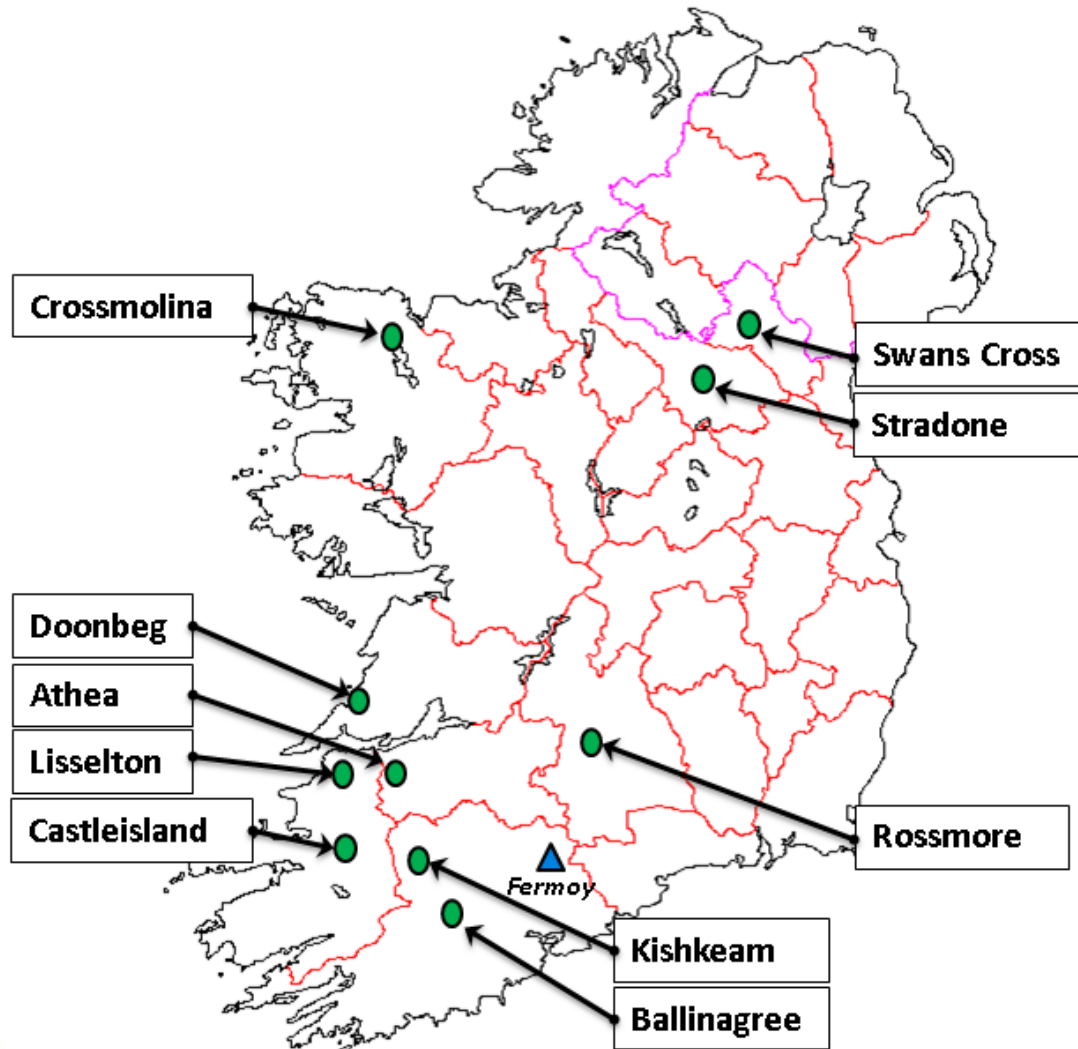 Crossmolina
Swans Cross
Stradone
Doonbeg
Athea
Lisselton
Castleisland
Rossmore
Fermoy
Kishkeam
Ballinagree